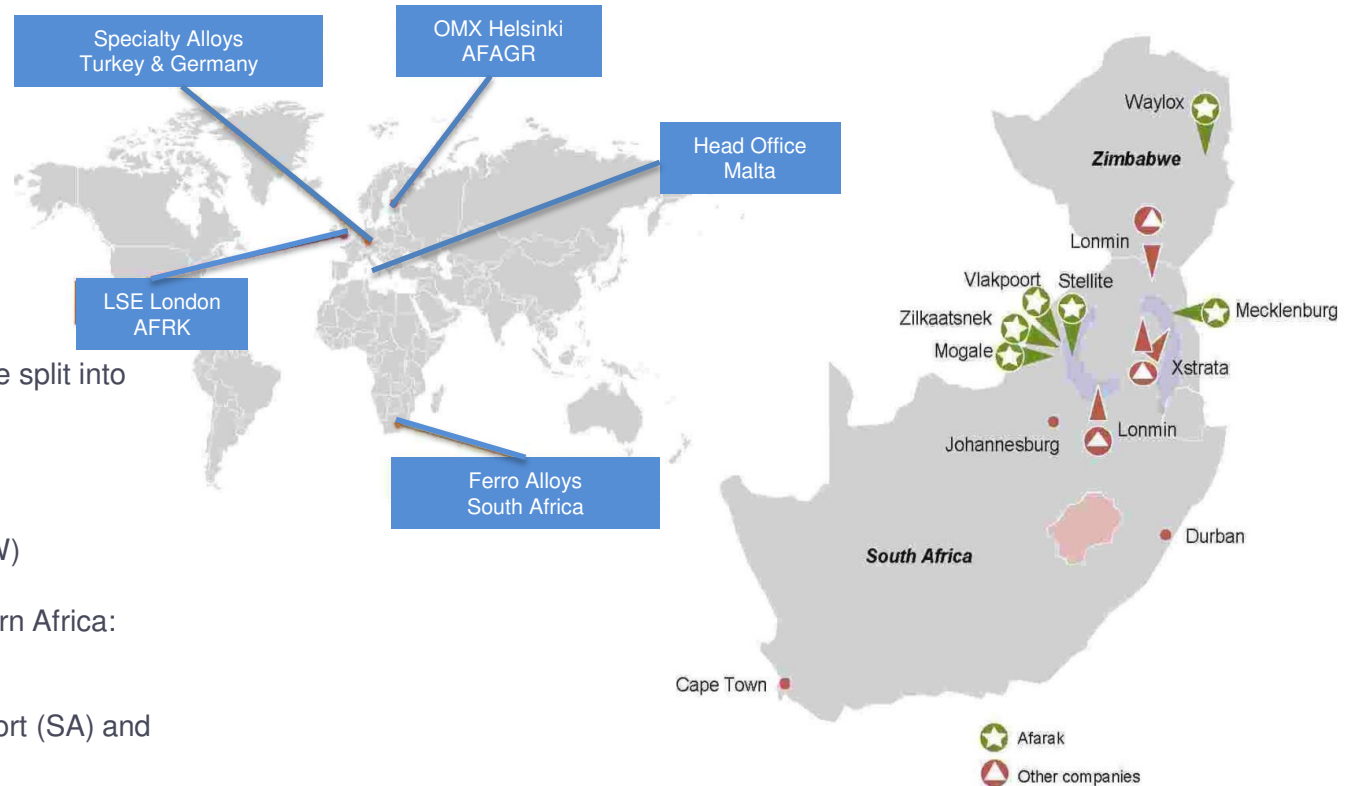 Specialty Alloys
Turkey & Germany
OMX Helsinki
AFAGR
Head Office
Malta
LSE London
AFRK
Ferro Alloys
South Africa
e split into
W)
rn Africa:
ort (SA) and
Waylox
Zimbabwe
Lonmin
Vlakpoort
Stellite
Zilkaatsnek
Mecklenburg
Mogale
Xstrata
Johannesburg
Lonmin
Durban
South Africa
Cape Town
Afarak
Other companies